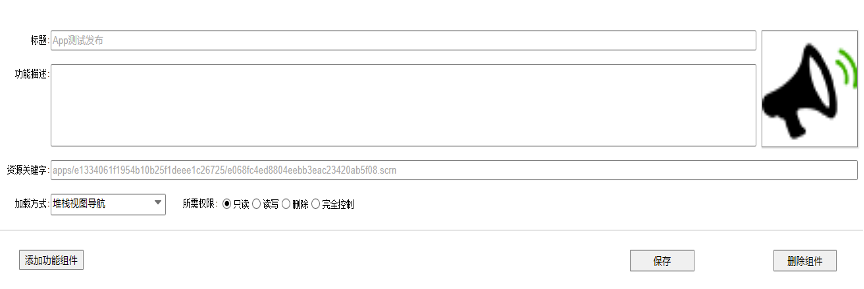 标题: App测试发布
功能描述:
资源关键字: apps/e1334061f1954b10b25f1deee1c26725/e068fc4ed8804eebb3eac23420ab5f08.scrn
加载方式: 堆栈视图导航 所需权限: 只读 读写 删除 完全控制
添加功能组件 保存 删除组件